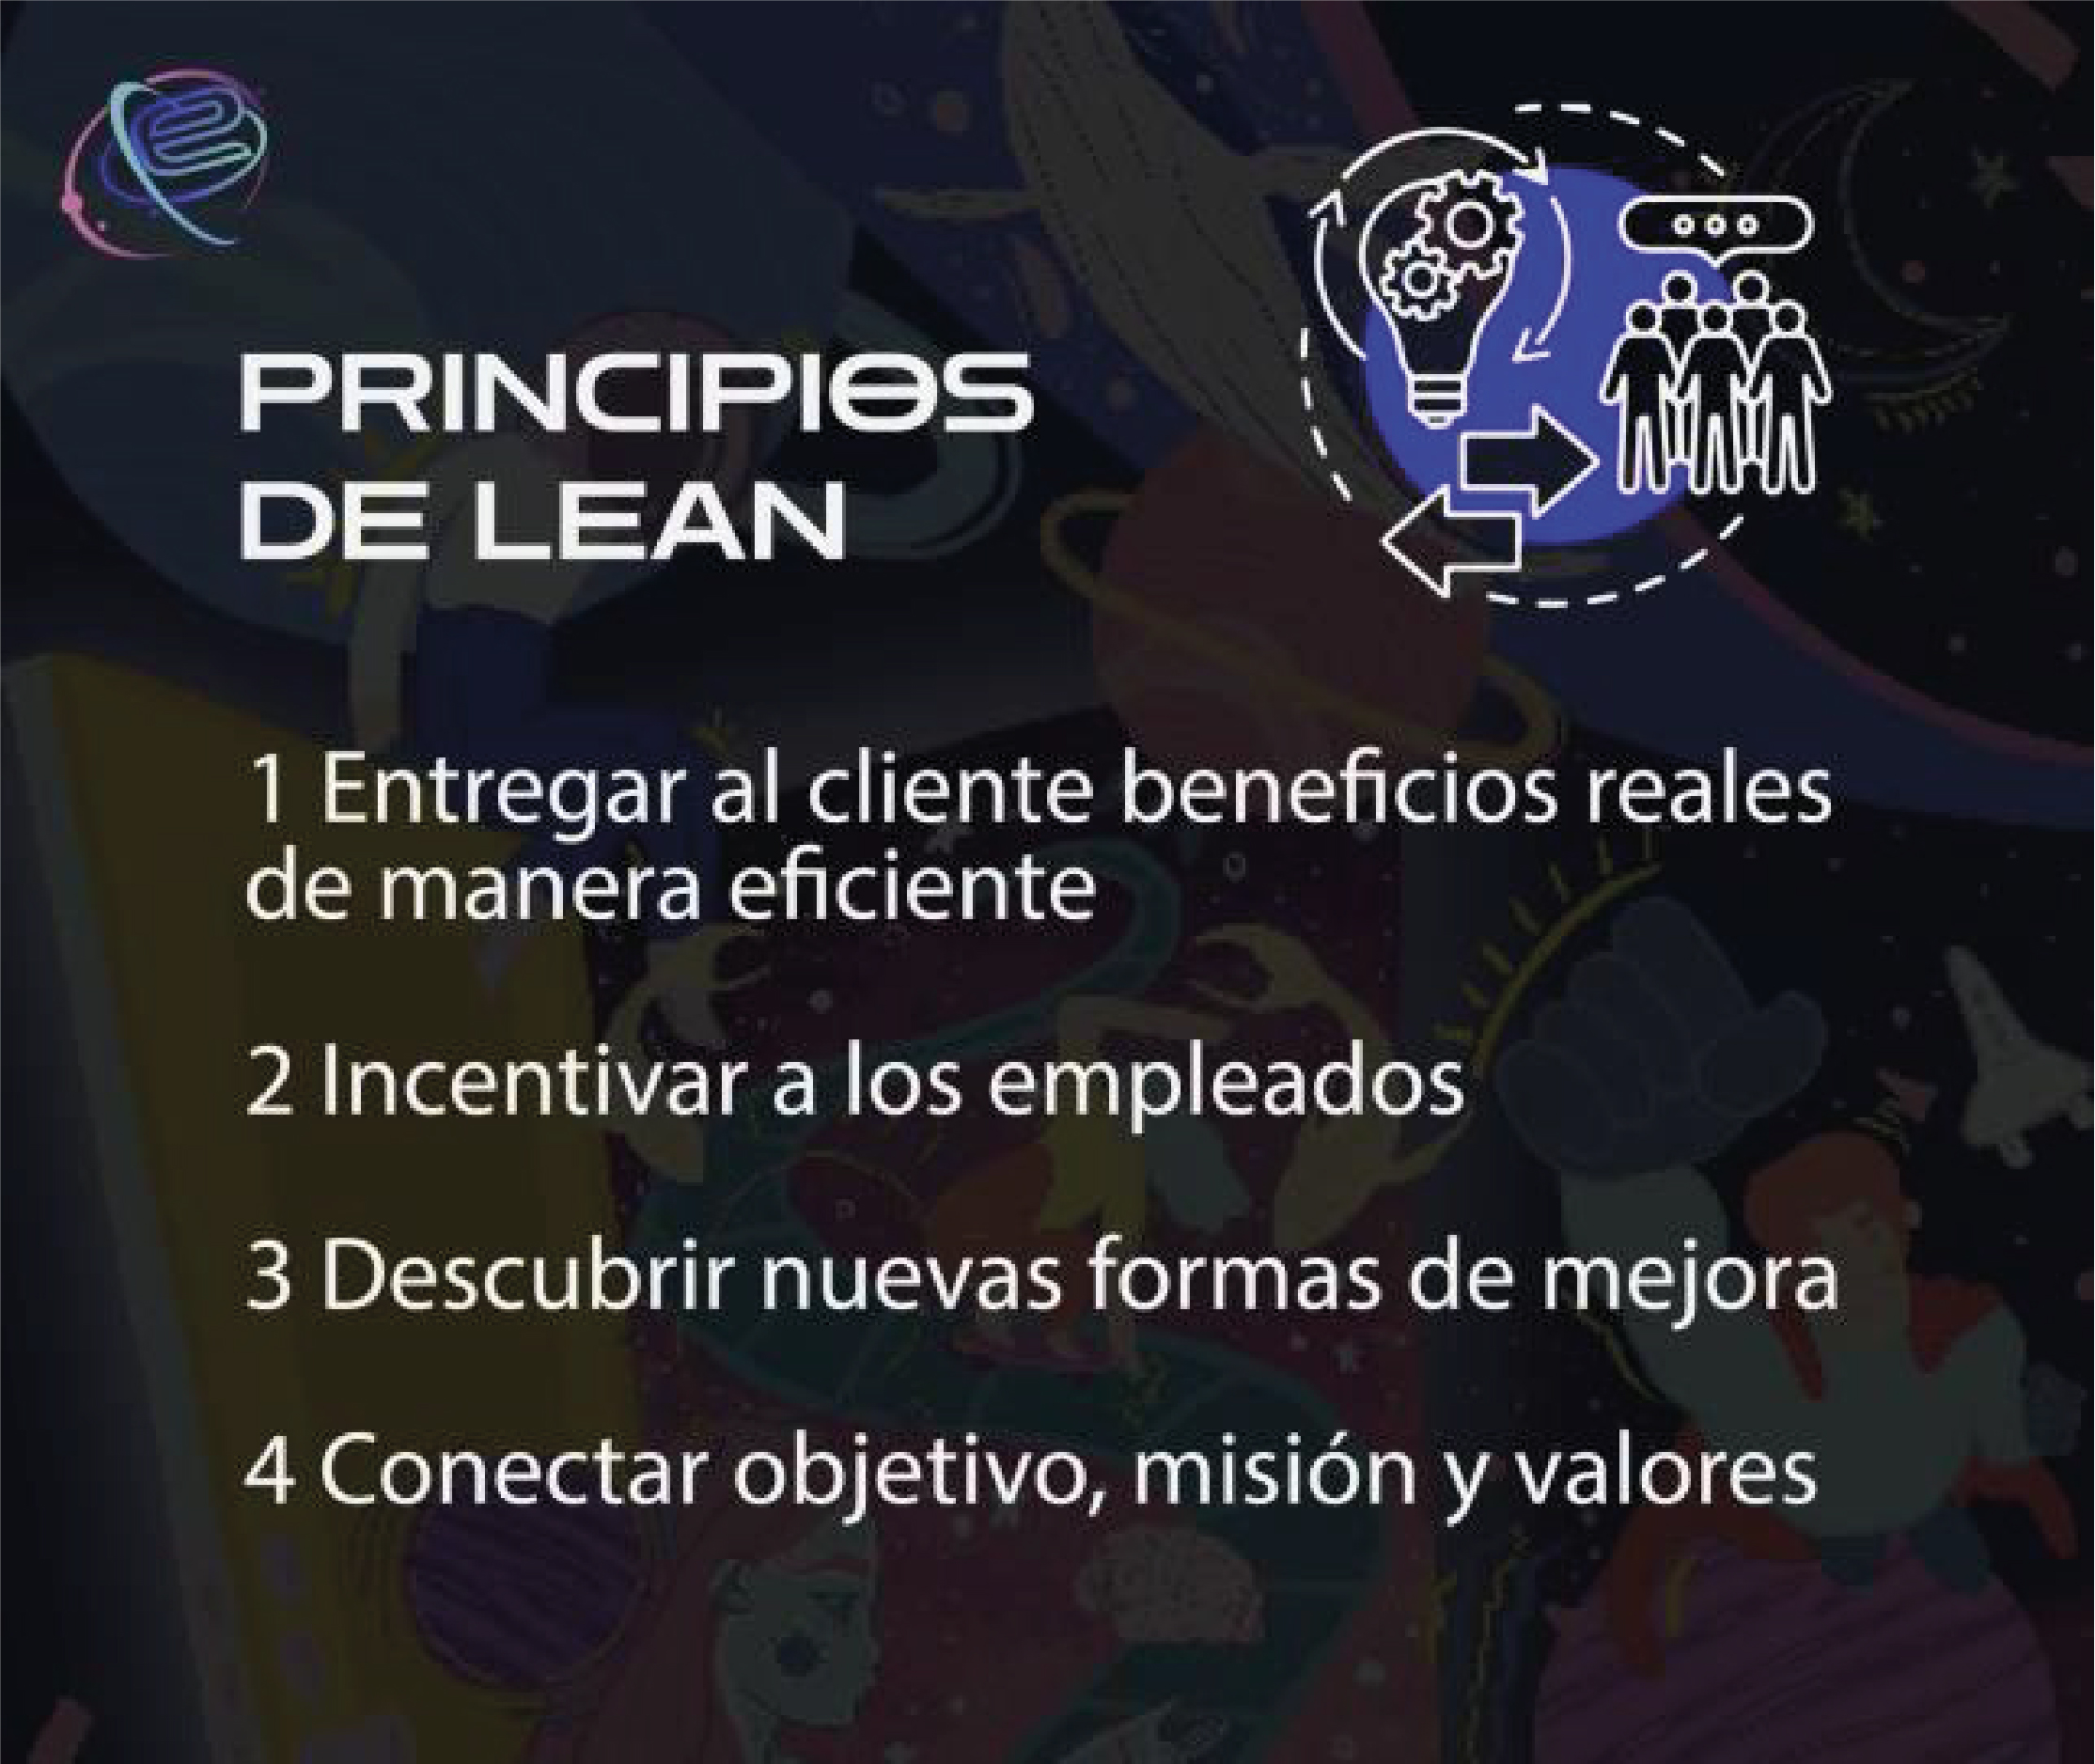 PRINCIPIOS
DE LEAN
1 Entregar al cliente beneficios reales
de manera eficiente
2 Incentivar a los empleados
3 Descubrir nuevas formas de mejora
4 Conectar objetivo, misión y valores